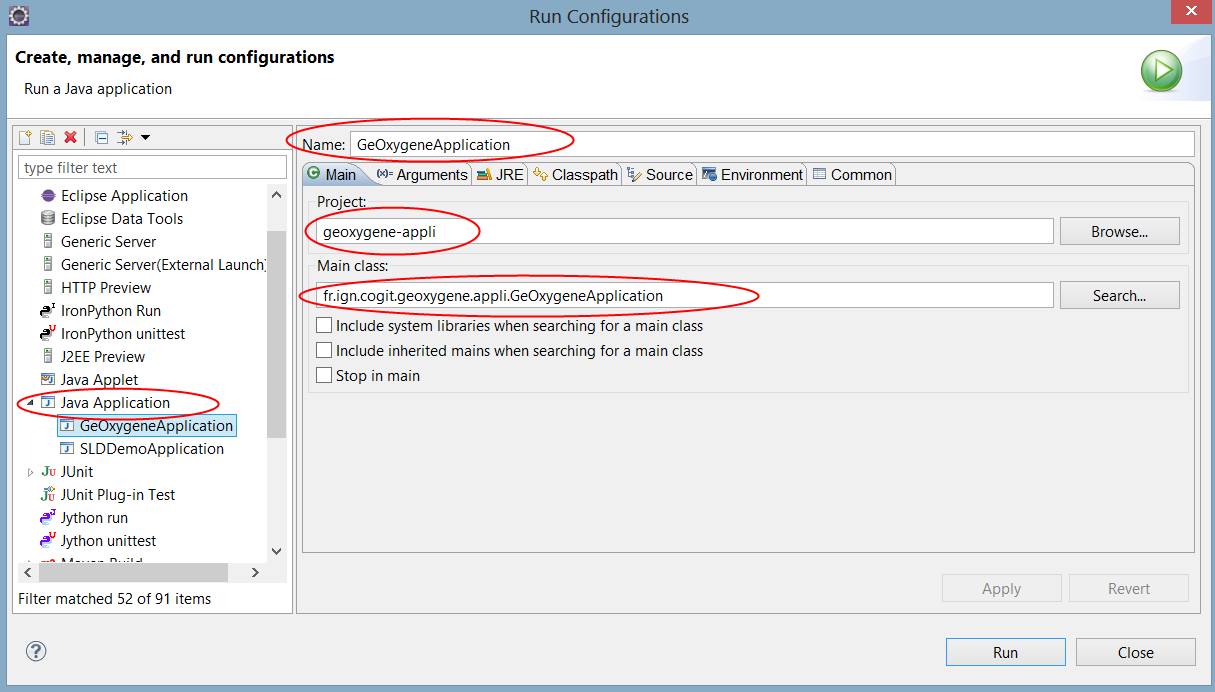 Run Configurations
Create, manage, and run configurations
Run a Java application
type filter text
Eclipse Application
Eclipse Data Tools
Generic Server
Generic Server(External Launch)
HTTP Preview
IronPython Run
IronPython unittest
J2EE Preview
Java Applet
Java Application
GeOxygeneApplication
SLDDemoApplication
JUnit
JUnit Plug-in Test
Jython run
Jython unittest
Maven Build
Filter matched 52 of 91 items
Name: GeOxygeneApplication
Main (x)= Arguments JRE Classpath Source Environment Common
Project:
geoxygene-appli Browse...
Main class:
fr.ign.cogit.geoxygene.appli.GeOxygeneApplication Search...
Include system libraries when searching for a main class
Include inherited mains when searching for a main class
Stop in main
Apply Revert
? Run Close